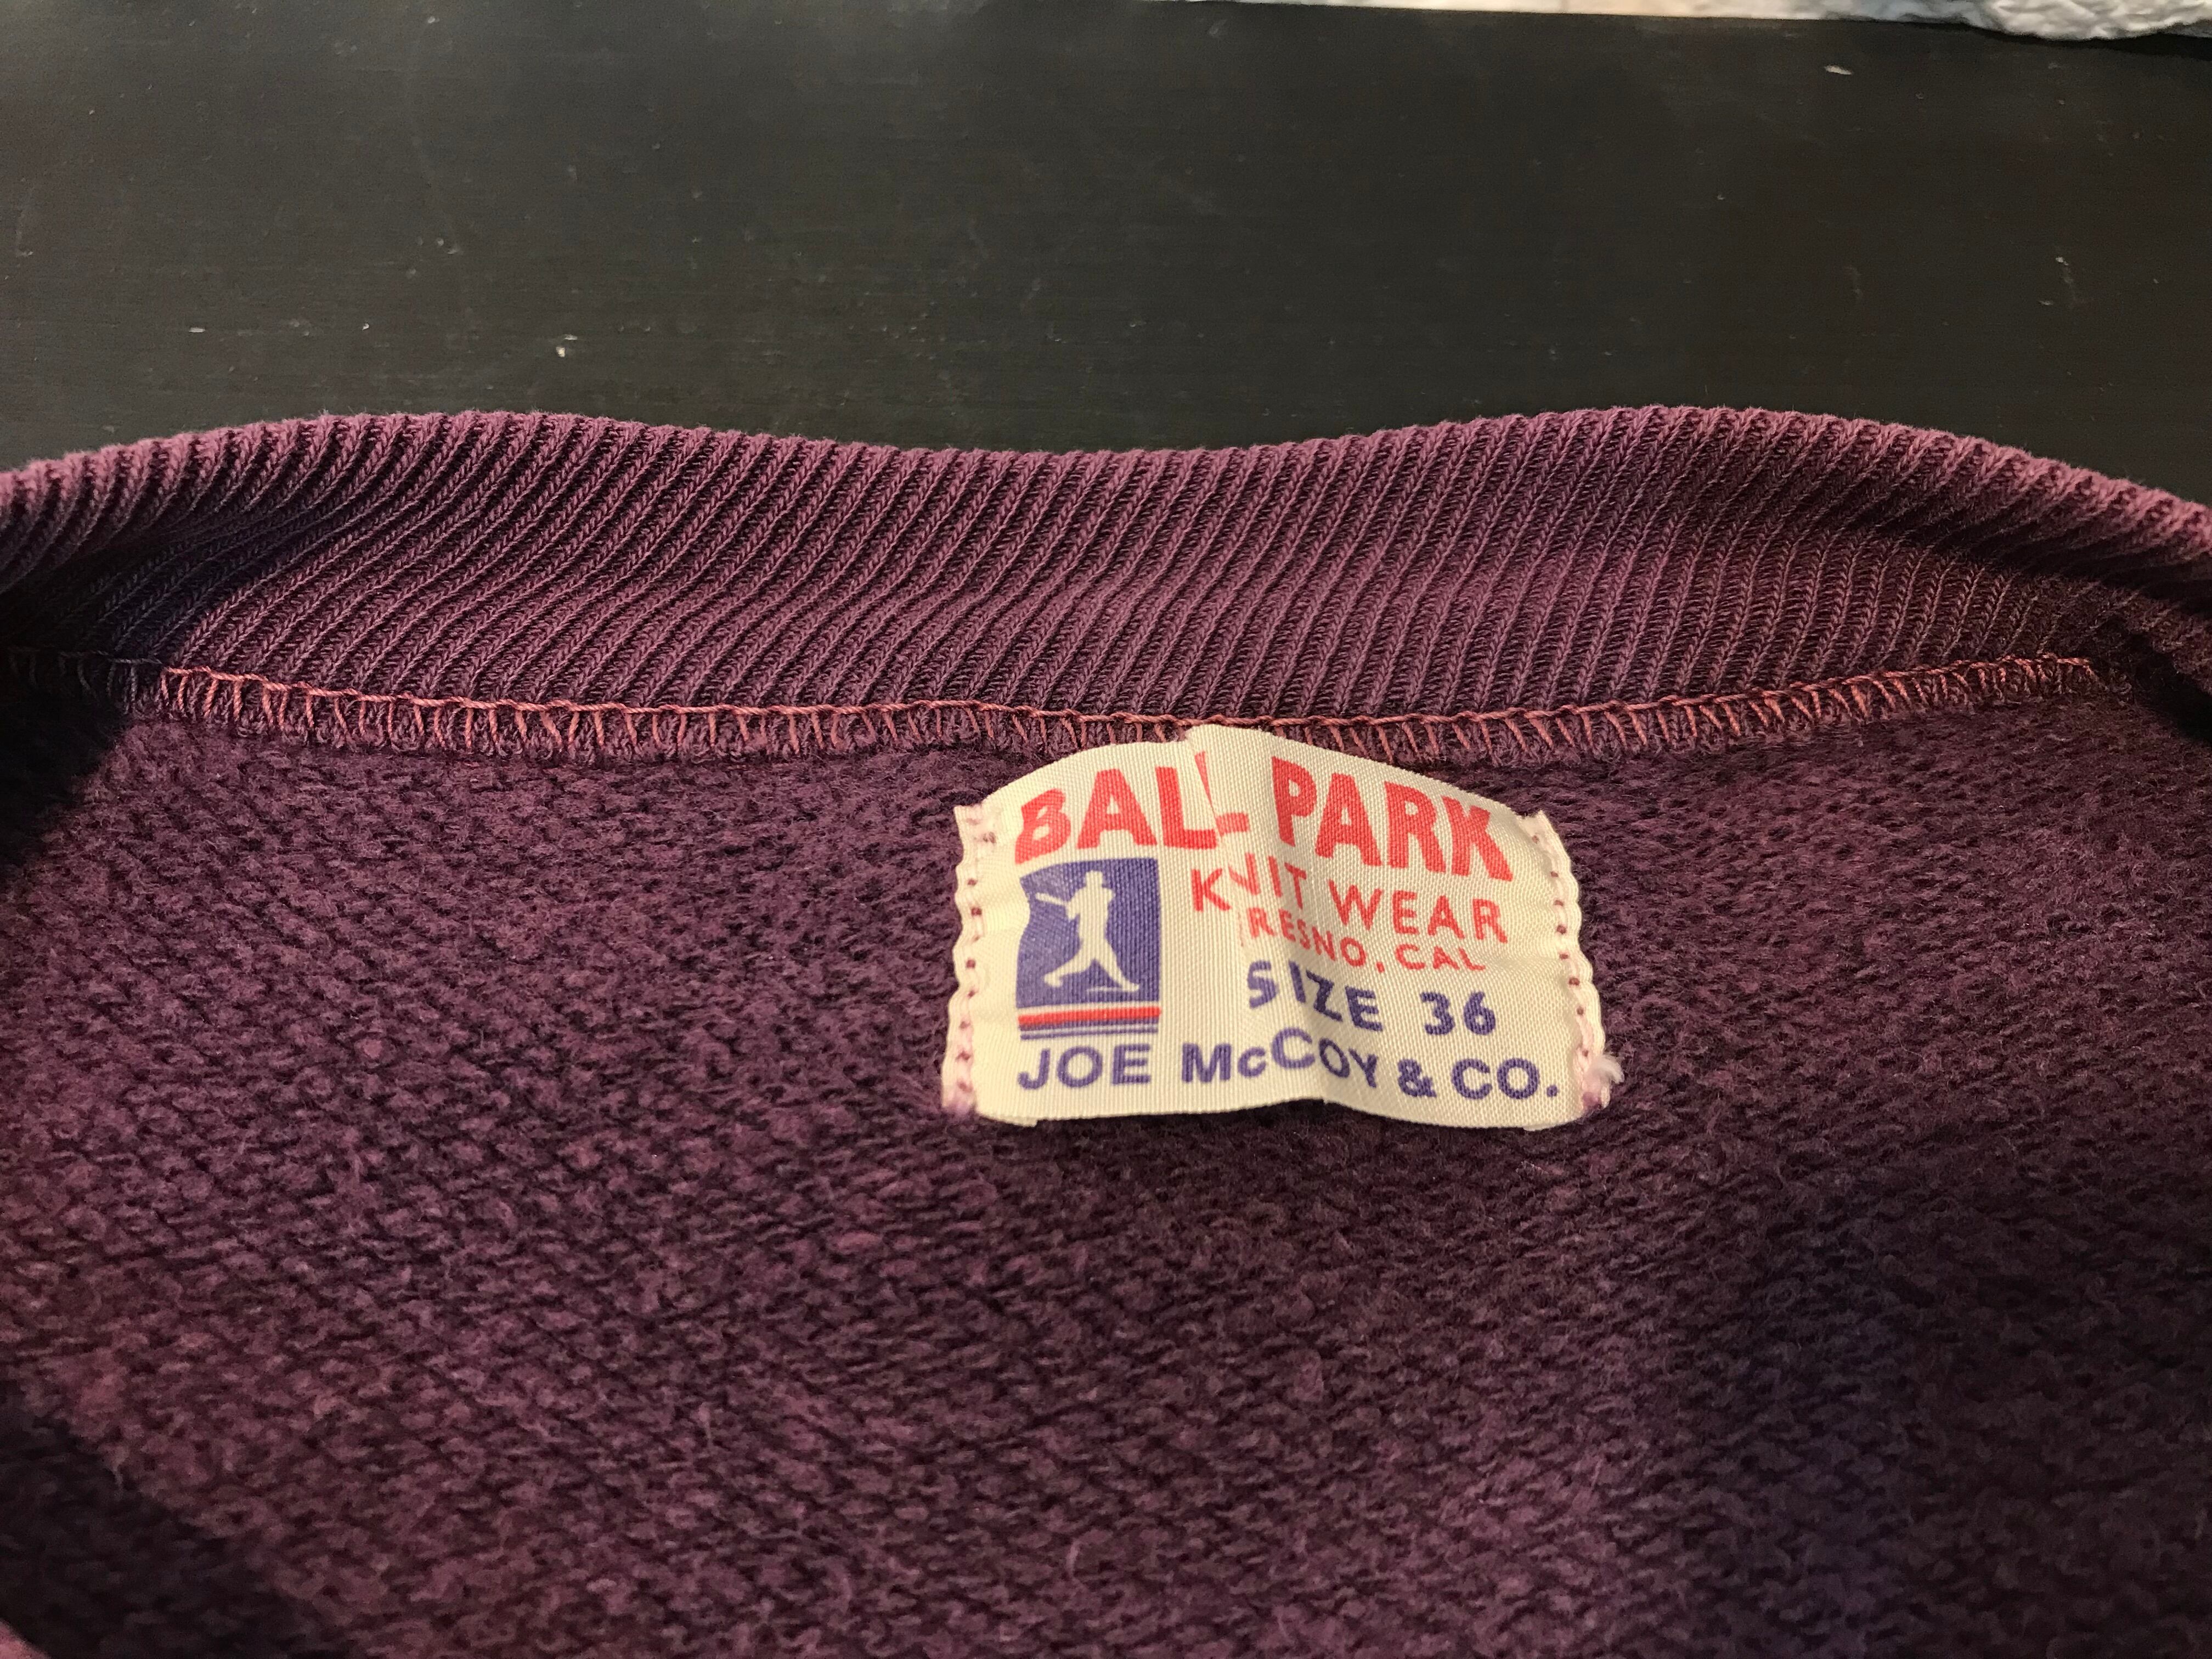 BALL PARK
KNIT WEAR
FRESNO, CAL
SIZE 36
JOE McCOY & CO.